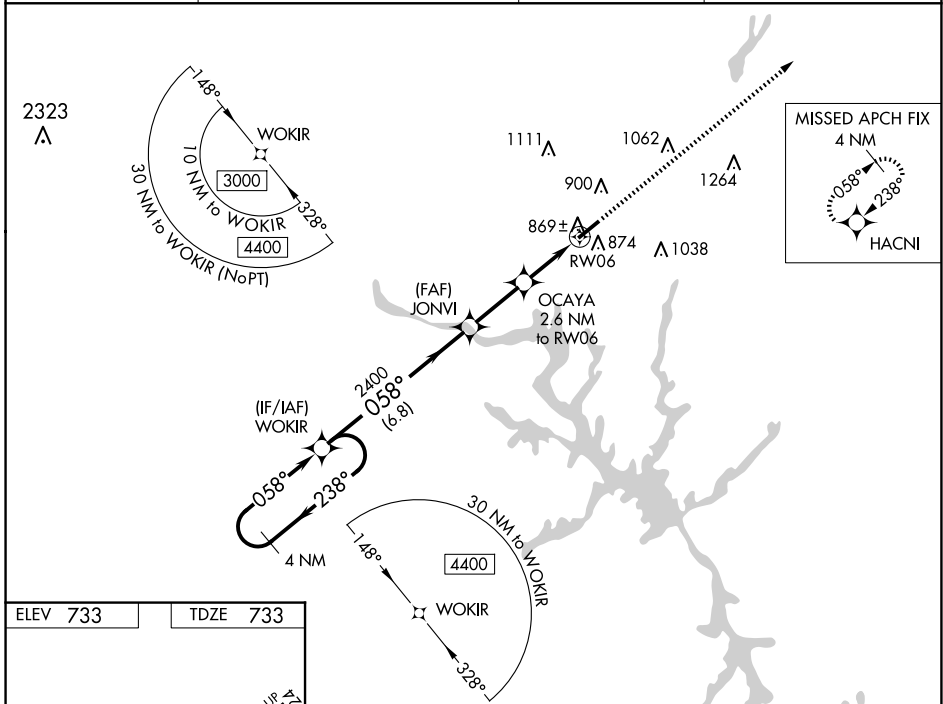 2323
148°
WOKIR
10 NM to WOKIR
3000
328°
4400
30 NM to WOKIR (NoPT)
1111
1062
1264
900
869±
874
1038
RW06
MISSED APCH FIX
4 NM
058°
238°
HACNI
(FAF)
JONVI
OCAYA
2.6 NM
to RW06
2400
058°
(6.8)
(IF/IAF)
WOKIR
058°
238°
4 NM
30 NM to WOKIR
148°
4400
WOKIR
328°
ELEV 733
TDZE 733
UP